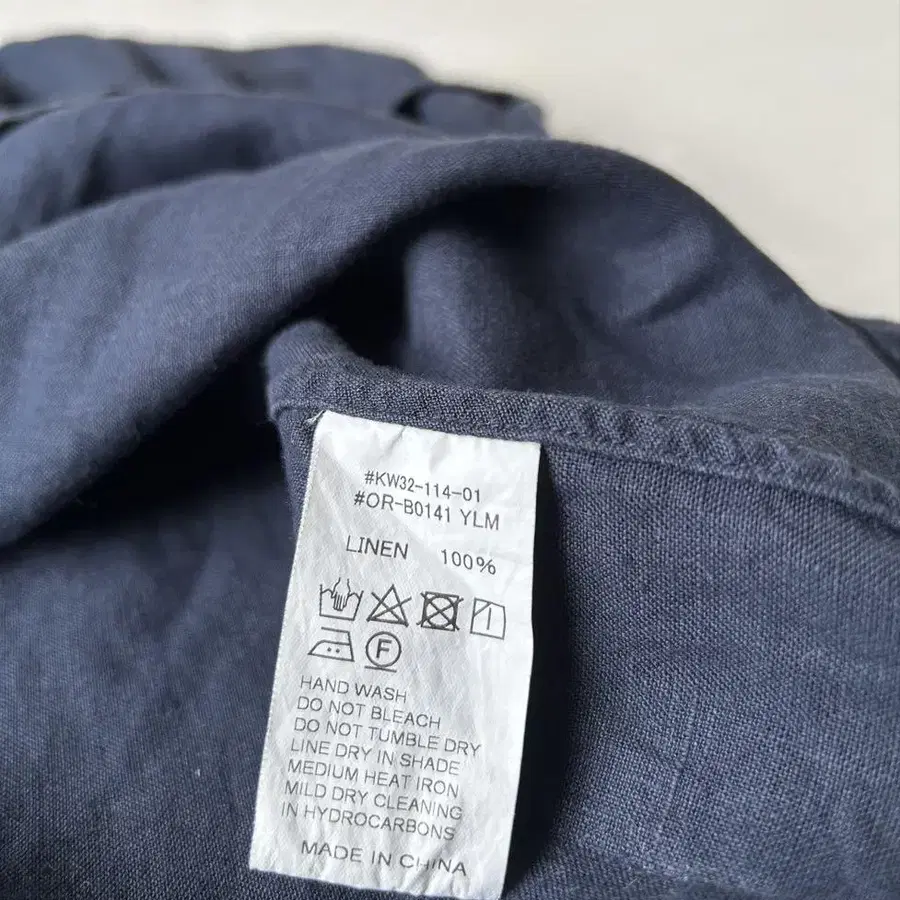 #KW32-114-01
#OR-B0141 YLM
LINEN 100%
F
HAND WASH
DO NOT BLEACH
DO NOT TUMBLE DRY
LINE DRY IN SHADE
MEDIUM HEAT IRON
MILD DRY CLEANING
IN HYDROCARBONS
MADE IN CHINA